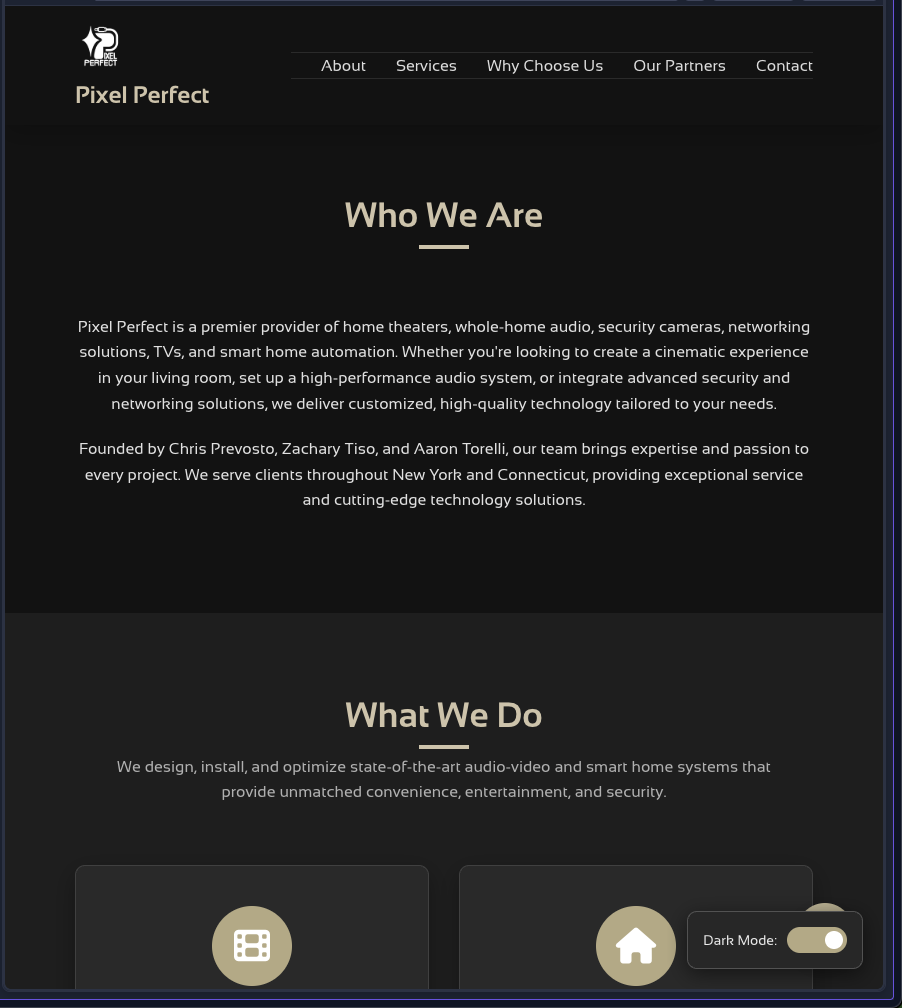 PIXEL
PERFECT
Pixel Perfect
About Services Why Choose Us Our Partners Contact
Who We Are
Pixel Perfect is a premier provider of home theaters, whole-home audio, security cameras, networking
solutions, TVs, and smart home automation. Whether you're looking to create a cinematic experience
in your living room, set up a high-performance audio system, or integrate advanced security and
networking solutions, we deliver customized, high-quality technology tailored to your needs.
Founded by Chris Prevosto, Zachary Tiso, and Aaron Torelli, our team brings expertise and passion to
every project. We serve clients throughout New York and Connecticut, providing exceptional service
and cutting-edge technology solutions.
What We Do
We design, install, and optimize state-of-the-art audio-video and smart home systems that
provide unmatched convenience, entertainment, and security.
Dark Mode: